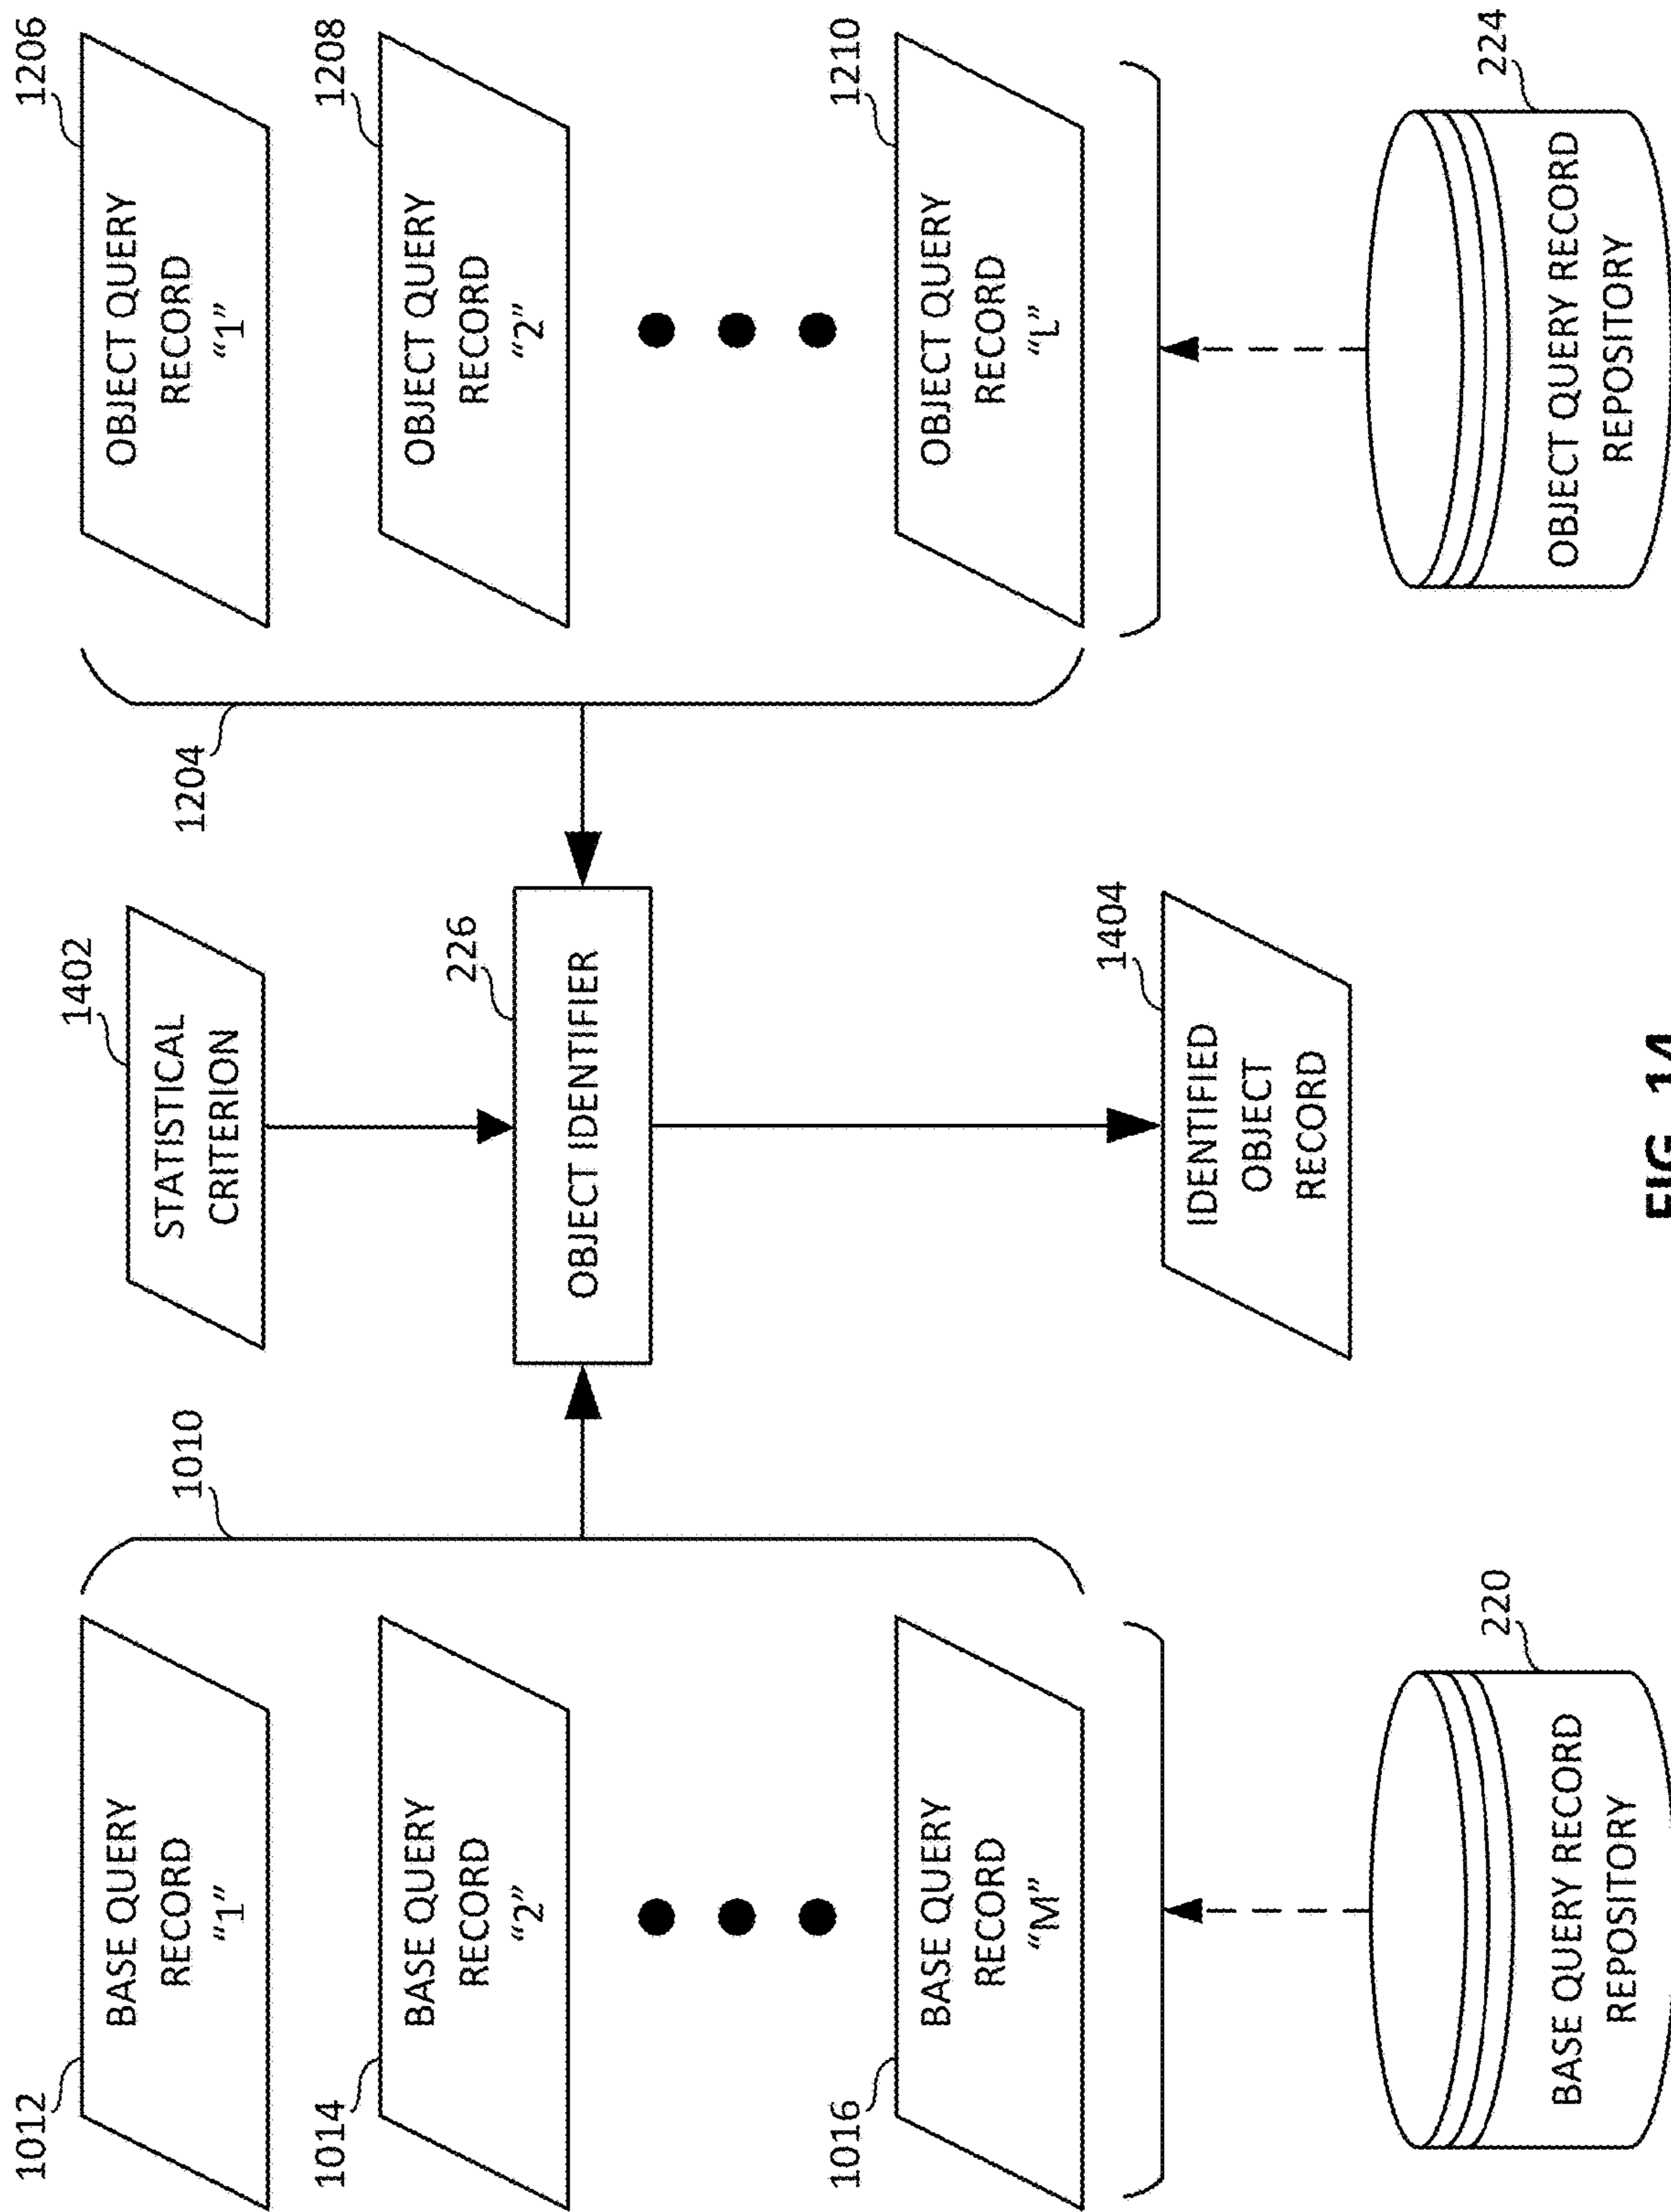 1012
BASE QUERY
RECORD
“1”
1014
BASE QUERY
RECORD
“2”
1016
BASE QUERY
RECORD
“M”
220
BASE QUERY RECORD
REPOSITORY
1010
1402
STATISTICAL
CRITERION
226
OBJECT IDENTIFIER
1404
IDENTIFIED
OBJECT
RECORD
1204
1206
OBJECT QUERY
RECORD
“1”
1208
OBJECT QUERY
RECORD
“2”
1210
OBJECT QUERY
RECORD
“L”
224
OBJECT QUERY RECORD
REPOSITORY
FIG. 14